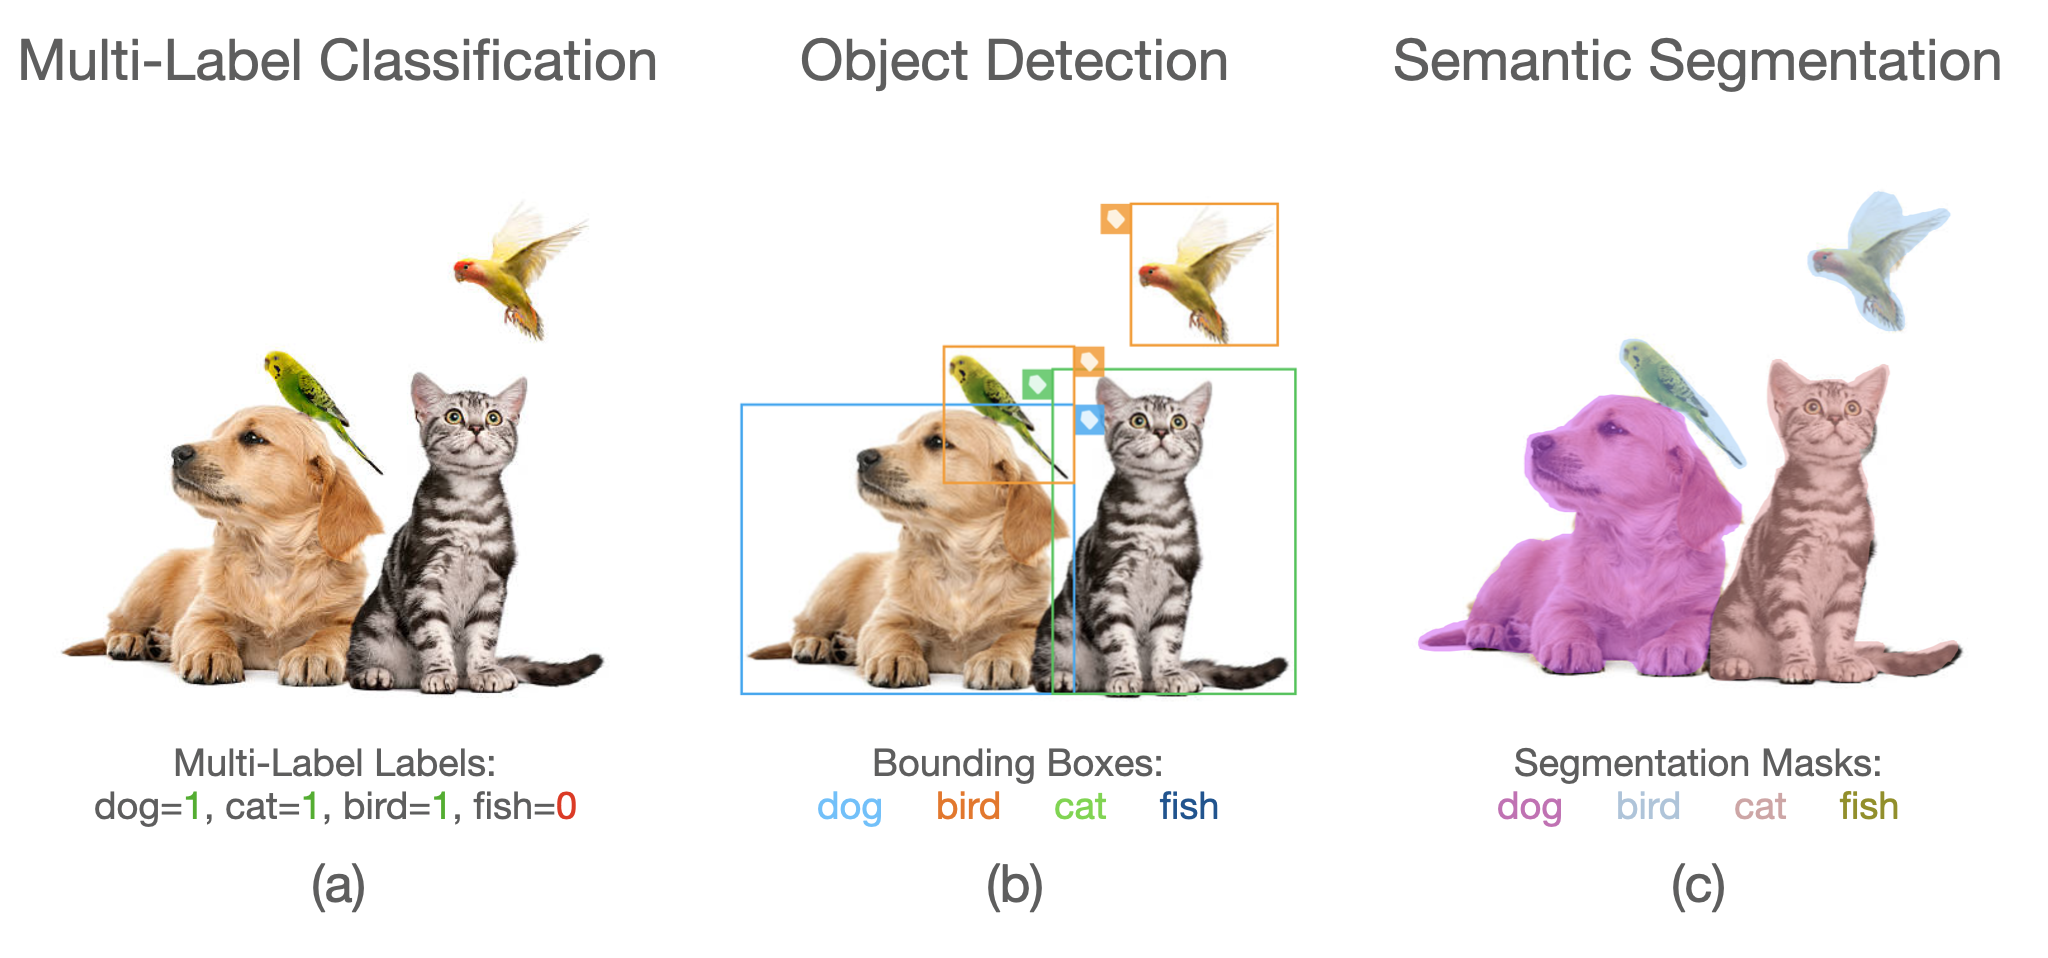 Multi-Label Classification
Object Detection
Semantic Segmentation
Multi-Label Labels:
dog=1, cat=1, bird=1, fish=0
(a)
Bounding Boxes:
dog bird cat fish
(b)
Segmentation Masks:
dog bird cat fish
(c)